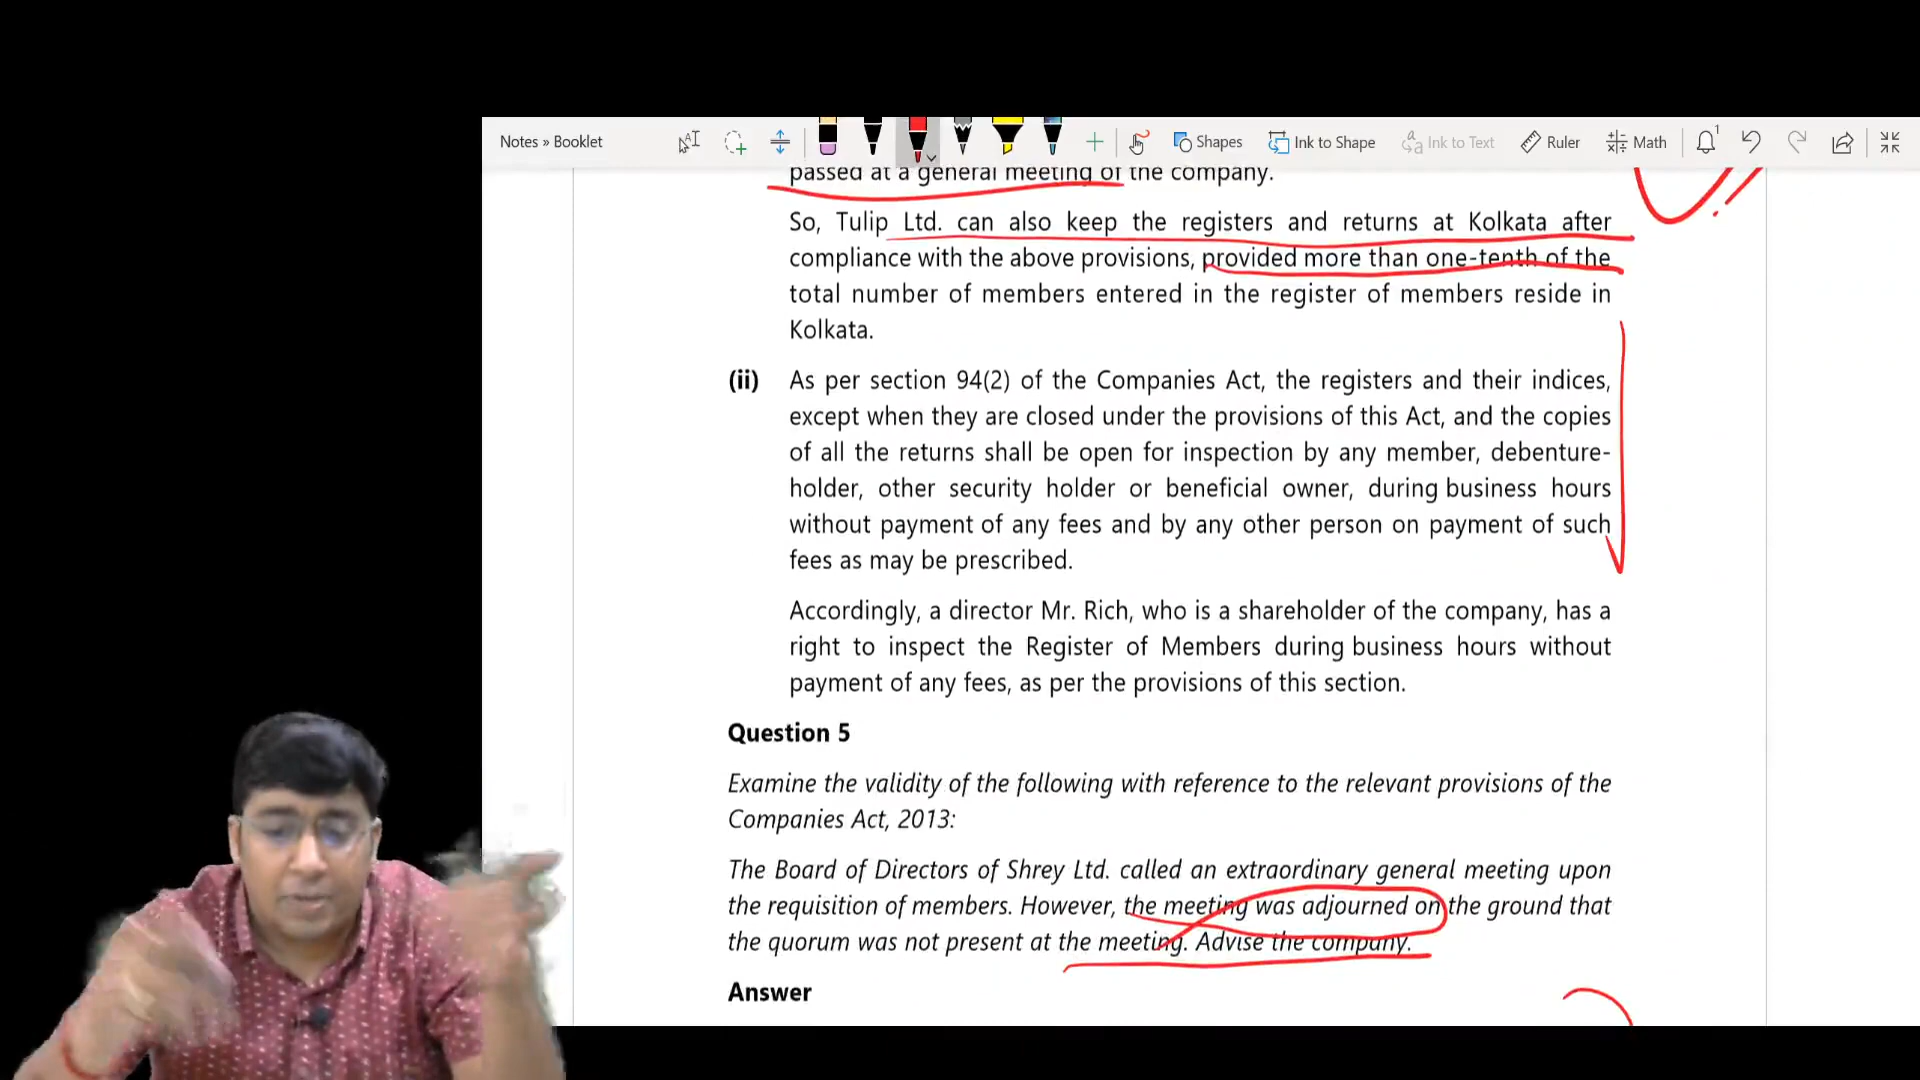 Notes » Booklet
Shapes
Ink to Shape
Ink to Text
Ruler
Math
1
passed at a general meeting of the company.
So, Tulip Ltd. can also keep the registers and returns at Kolkata after
compliance with the above provisions, provided more than one-tenth of the
total number of members entered in the register of members reside in
Kolkata.
(ii) As per section 94(2) of the Companies Act, the registers and their indices,
except when they are closed under the provisions of this Act, and the copies
of all the returns shall be open for inspection by any member, debenture-
holder, other security holder or beneficial owner, during business hours
without payment of any fees and by any other person on payment of such
fees as may be prescribed.
Accordingly, a director Mr. Rich, who is a shareholder of the company, has a
right to inspect the Register of Members during business hours without
payment of any fees, as per the provisions of this section.
Question 5
Examine the validity of the following with reference to the relevant provisions of the
Companies Act, 2013:
The Board of Directors of Shrey Ltd. called an extraordinary general meeting upon
the requisition of members. However, the meeting was adjourned on the ground that
the quorum was not present at the meeting. Advise the company.
Answer